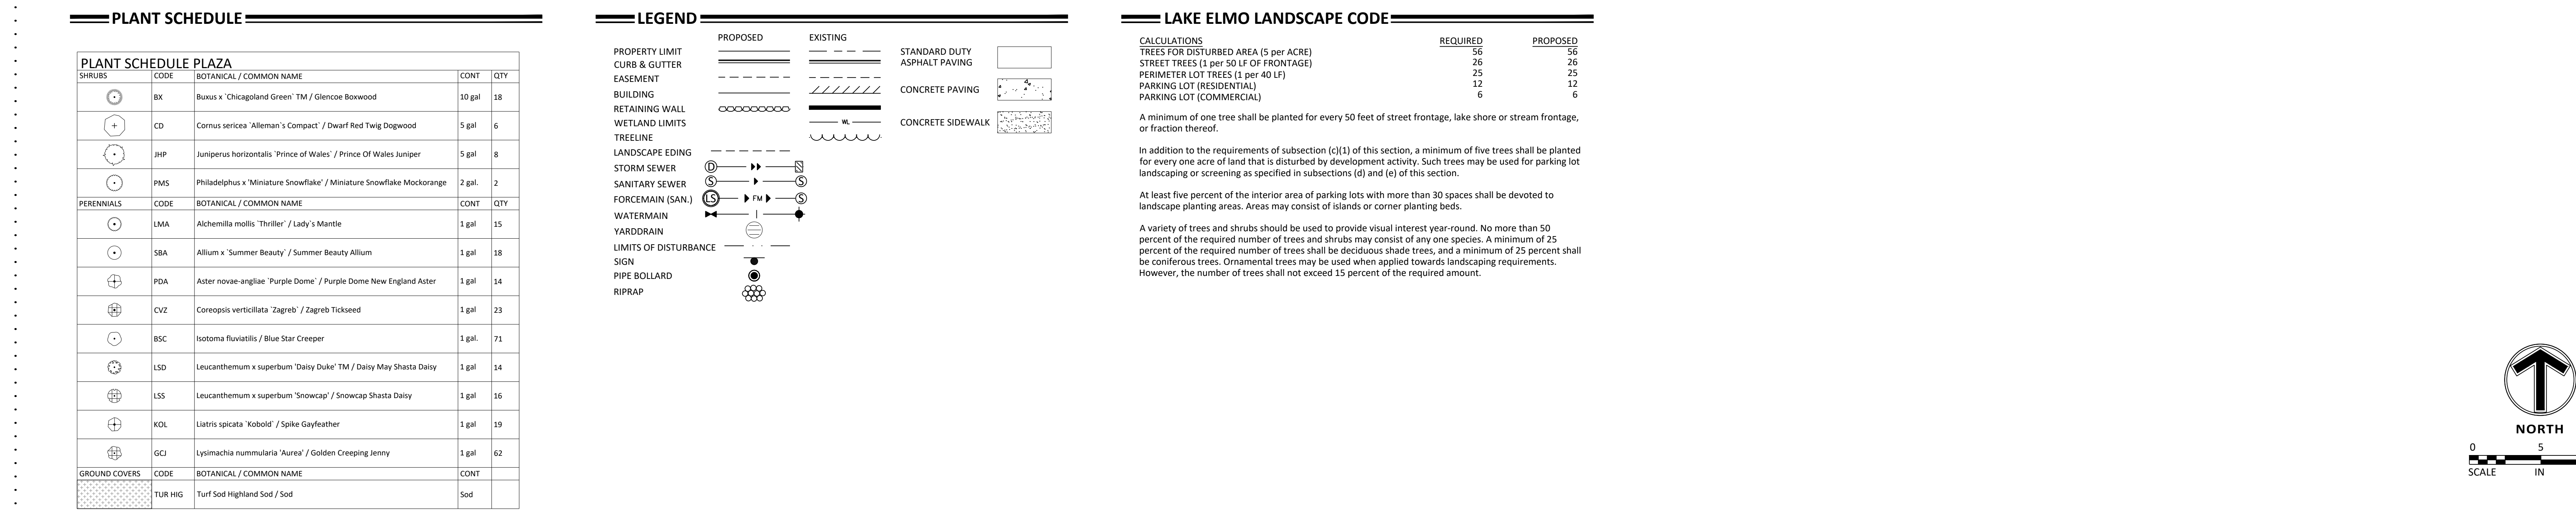 PLANT SCHEDULE
PLANT SCHEDULE PLAZA
SHRUBS CODE BOTANICAL / COMMON NAME CONT QTY
BX Buxus x `Chicagoland Green` TM / Glencoe Boxwood 10 gal 18
CD Cornus sericea `Alleman`s Compact` / Dwarf Red Twig Dogwood 5 gal 6
JHP Juniperus horizontalis `Prince of Wales` / Prince Of Wales Juniper 5 gal 8
PMS Philadelphus x 'Miniature Snowflake' / Miniature Snowflake Mockorange 2 gal. 2
PERENNIALS CODE BOTANICAL / COMMON NAME CONT QTY
LMA Alchemilla mollis `Thriller` / Lady`s Mantle 1 gal 15
SBA Allium x `Summer Beauty` / Summer Beauty Allium 1 gal 18
PDA Aster novae-angliae `Purple Dome` / Purple Dome New England Aster 1 gal 14
CVZ Coreopsis verticillata `Zagreb` / Zagreb Tickseed 1 gal 23
BSC Isotoma fluviatilis / Blue Star Creeper 1 gal. 71
LSD Leucanthemum x superbum 'Daisy Duke' TM / Daisy May Shasta Daisy 1 gal 14
LSS Leucanthemum x superbum 'Snowcap' / Snowcap Shasta Daisy 1 gal 16
KOL Liatris spicata `Kobold` / Spike Gayfeather 1 gal 19
GCJ Lysimachia nummularia 'Aurea' / Golden Creeping Jenny 1 gal 62
GROUND COVERS CODE BOTANICAL / COMMON NAME CONT
TUR HIG Turf Sod Highland Sod / Sod Sod
LEGEND
PROPOSED EXISTING
PROPERTY LIMIT
CURB & GUTTER
EASEMENT
BUILDING
RETAINING WALL
WETLAND LIMITS WL
TREELINE
LANDSCAPE EDING
STORM SEWER D
SANITARY SEWER S S
FORCEMAIN (SAN.) LS FM S
WATERMAIN
YARDDRAIN
LIMITS OF DISTURBANCE
SIGN
PIPE BOLLARD
RIPRAP
STANDARD DUTY
ASPHALT PAVING
CONCRETE PAVING
CONCRETE SIDEWALK
LAKE ELMO LANDSCAPE CODE
CALCULATIONS REQUIRED PROPOSED
TREES FOR DISTURBED AREA (5 per ACRE) 56 56
STREET TREES (1 per 50 LF OF FRONTAGE) 26 26
PERIMETER LOT TREES (1 per 40 LF) 25 25
PARKING LOT (RESIDENTIAL) 12 12
PARKING LOT (COMMERCIAL) 6 6
A minimum of one tree shall be planted for every 50 feet of street frontage, lake shore or stream frontage,
or fraction thereof.
In addition to the requirements of subsection (c)(1) of this section, a minimum of five trees shall be planted
for every one acre of land that is disturbed by development activity. Such trees may be used for parking lot
landscaping or screening as specified in subsections (d) and (e) of this section.
At least five percent of the interior area of parking lots with more than 30 spaces shall be devoted to
landscape planting areas. Areas may consist of islands or corner planting beds.
A variety of trees and shrubs should be used to provide visual interest year-round. No more than 50
percent of the required number of trees and shrubs may consist of any one species. A minimum of 25
percent of the required number of trees shall be deciduous shade trees, and a minimum of 25 percent shall
be coniferous trees. Ornamental trees may be used when applied towards landscaping requirements.
However, the number of trees shall not exceed 15 percent of the required amount.
NORTH
0 5
SCALE IN